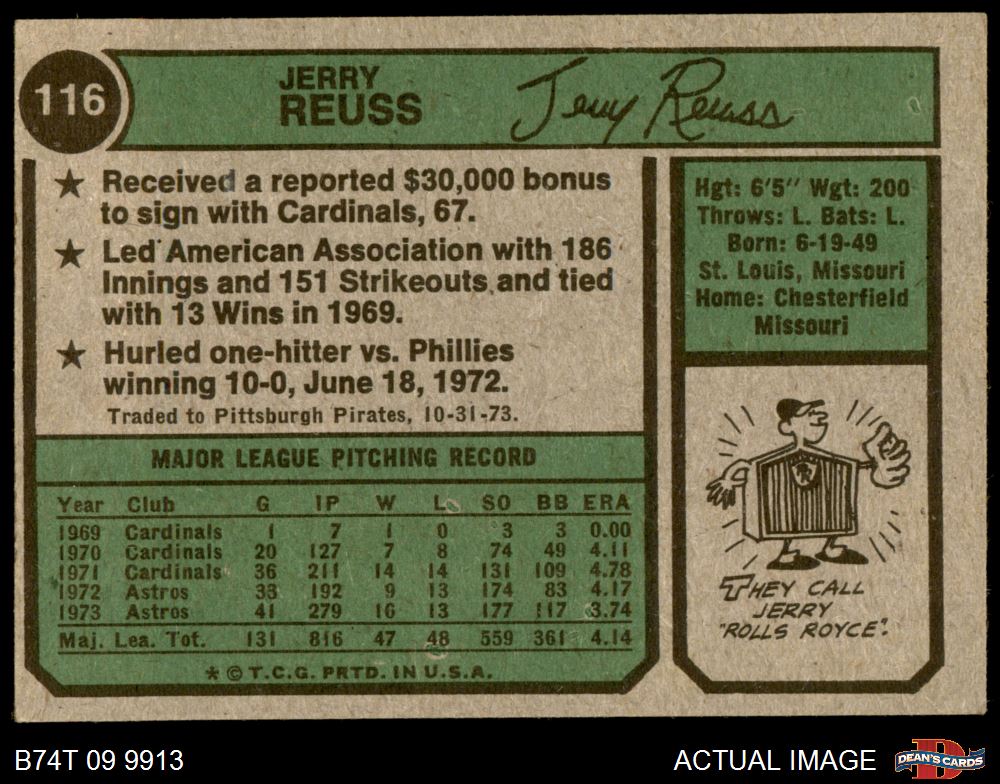 116
JERRY
REUSS
Jerry Reuss
★ Received a reported $30,000 bonus
to sign with Cardinals, 67.
★ Led American Association with 186
Innings and 151 Strikeouts and tied
with 13 Wins in 1969.
★ Hurled one-hitter vs. Phillies
winning 10-0, June 18, 1972.
Traded to Pittsburgh Pirates, 10-31-73.
Hgt: 6'5" Wgt: 200
Throws: L. Bats: L.
Born: 6-19-49
St. Louis, Missouri
Home: Chesterfield
Missouri
MAJOR LEAGUE PITCHING RECORD
Year Club G IP W L SO BB ERA
1969 Cardinals 1 7 1 0 3 3 0.00
1970 Cardinals 20 127 7 8 74 49 4.11
1971 Cardinals 36 211 14 14 131 109 4.78
1972 Astros 33 192 9 13 174 83 4.17
1973 Astros 41 279 16 13 177 117 3.74
Maj. Lea. Tot. 131 816 47 48 559 361 4.14
* © T.C.G. PRTD. IN U.S.A.
RR
THEY CALL
JERRY
"ROLLS ROYCE".
B74T 09 9913
ACTUAL IMAGE
D
DEAN'S CARDS